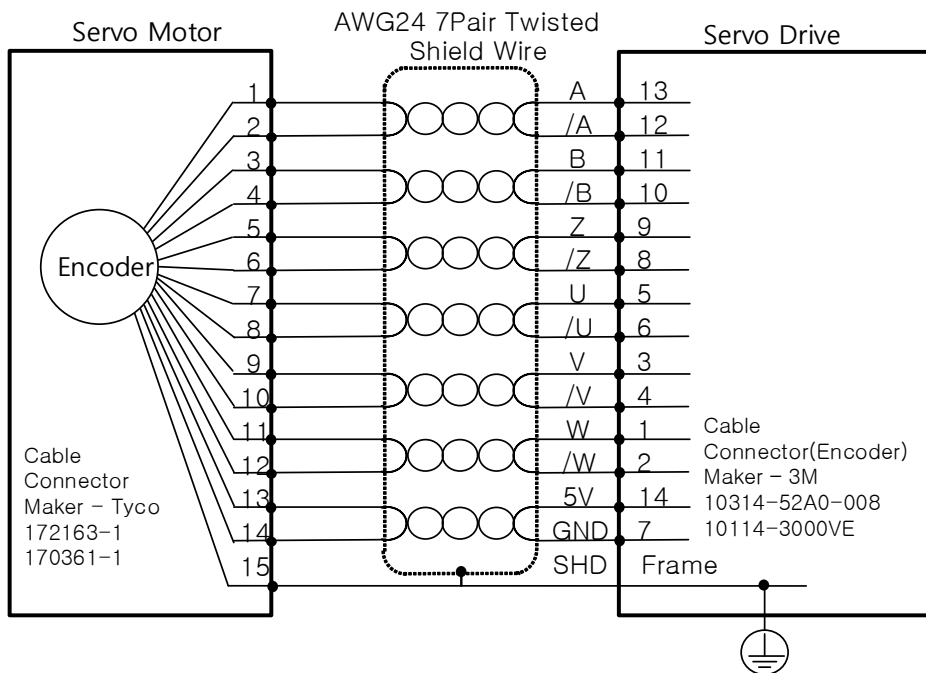 AWG24 7Pair Twisted
Shield Wire
Servo Motor
Servo Drive
1 A 13
2 /A 12
3 B 11
4 /B 10
5 Z 9
6 /Z 8
7 U 5
8 /U 6
9 V 3
10 /V 4
11 W 1
12 /W 2
13 5V 14
14 GND 7
15 SHD Frame
Encoder
Cable
Connector
Maker - Tyco
172163-1
170361-1
Cable
Connector(Encoder)
Maker - 3M
10314-52A0-008
10114-3000VE